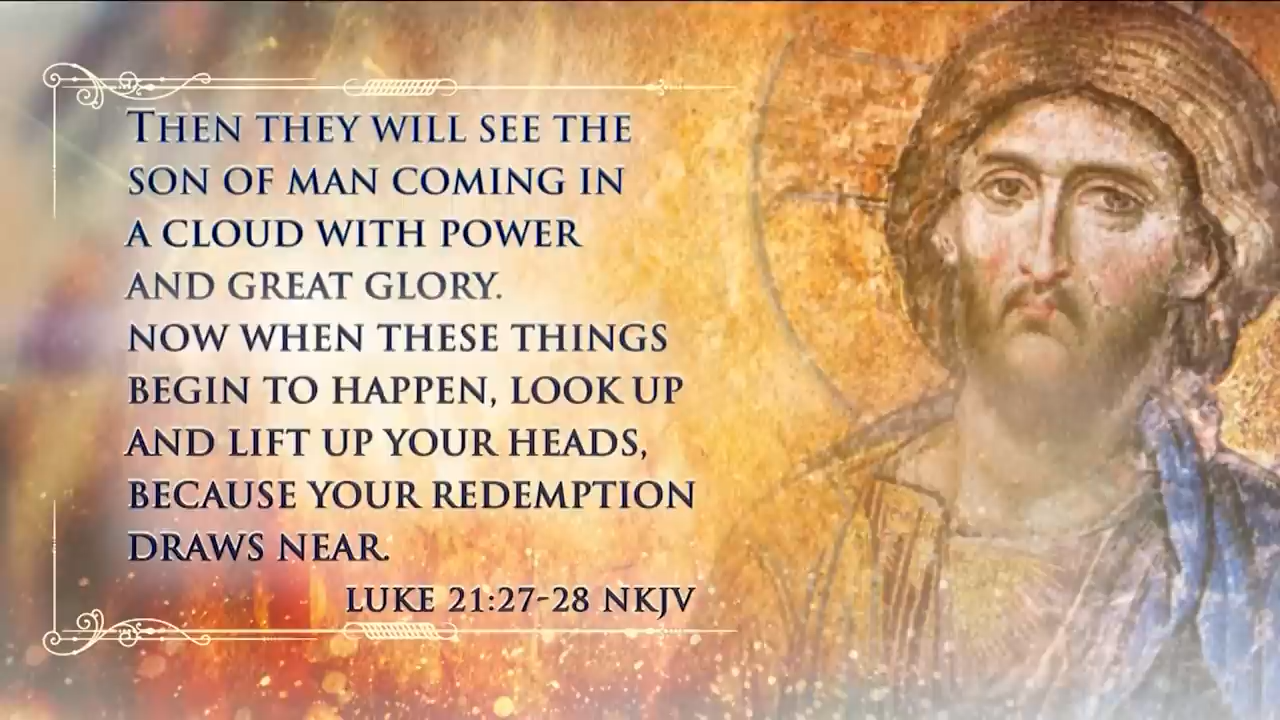 THEN THEY WILL SEE THE
SON OF MAN COMING IN
A CLOUD WITH POWER
AND GREAT GLORY.
NOW WHEN THESE THINGS
BEGIN TO HAPPEN, LOOK UP
AND LIFT UP YOUR HEADS,
BECAUSE YOUR REDEMPTION
DRAWS NEAR.
LUKE 21:27-28 NKJV